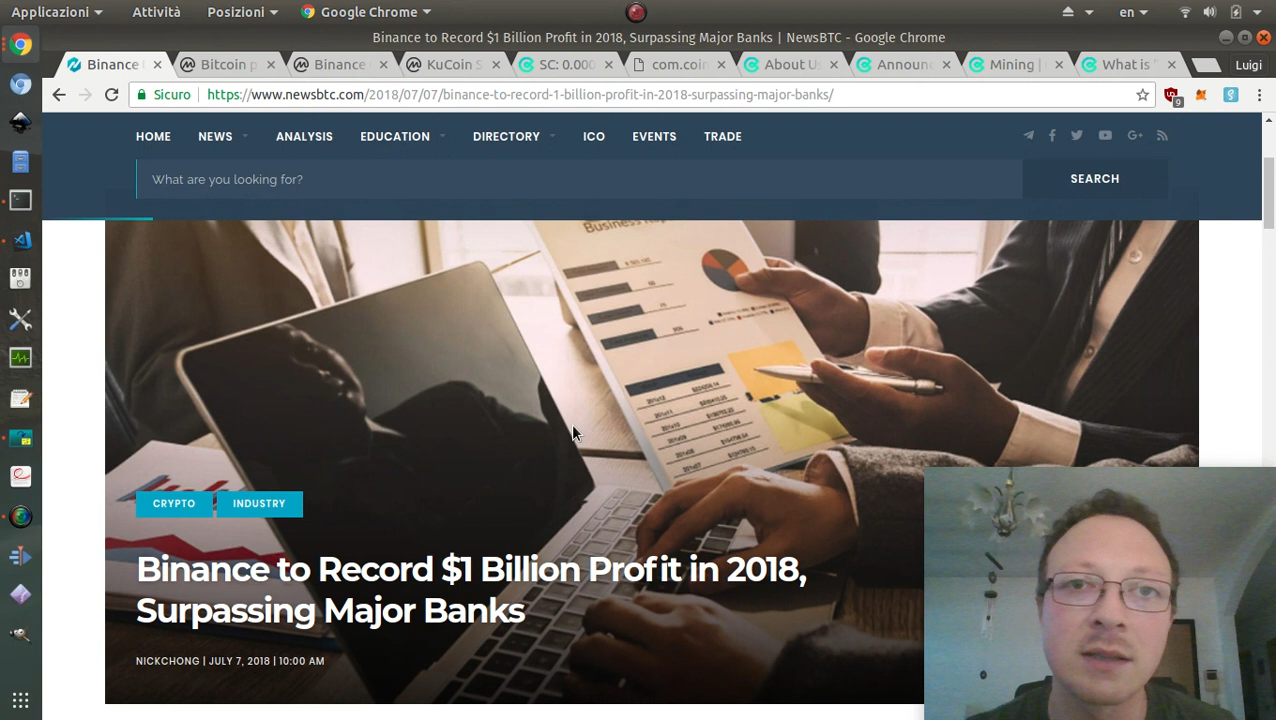 Applicazioni
Attività
Posizioni
Google Chrome
en
Binance to Record $1 Billion Profit in 2018, Surpassing Major Banks | NewsBTC - Google Chrome
Binance
Bitcoin p
Binance
KuCoin S
SC: 0.000
com.coin
About Us
Announc
Mining |
What is "
Luigi
Sicuro
https://www.newsbtc.com/2018/07/07/binance-to-record-1-billion-profit-in-2018-surpassing-major-banks/
9
HOME
NEWS
ANALYSIS
EDUCATION
DIRECTORY
ICO
EVENTS
TRADE
What are you looking for?
SEARCH
CRYPTO
INDUSTRY
Binance to Record $1 Billion Profit in 2018,
Surpassing Major Banks
NICKCHONG | JULY 7, 2018 | 10:00 AM